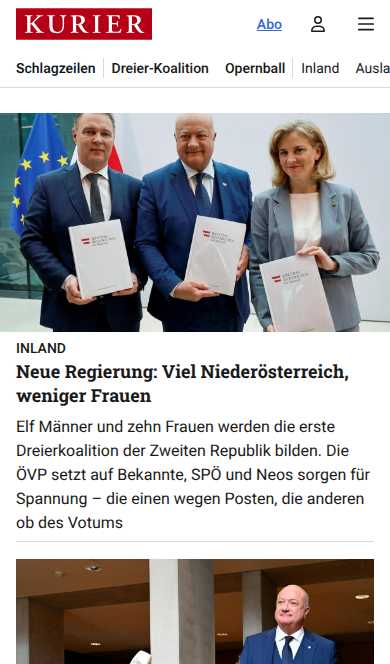 KURIER
Abo
Schlagzeilen
Dreier-Koalition
Opernball
Inland
Ausla
INLAND
Neue Regierung: Viel Niederösterreich,
weniger Frauen
Elf Männer und zehn Frauen werden die erste
Dreierkoalition der Zweiten Republik bilden. Die
ÖVP setzt auf Bekannte, SPÖ und Neos sorgen für
Spannung – die einen wegen Posten, die anderen
ob des Votums